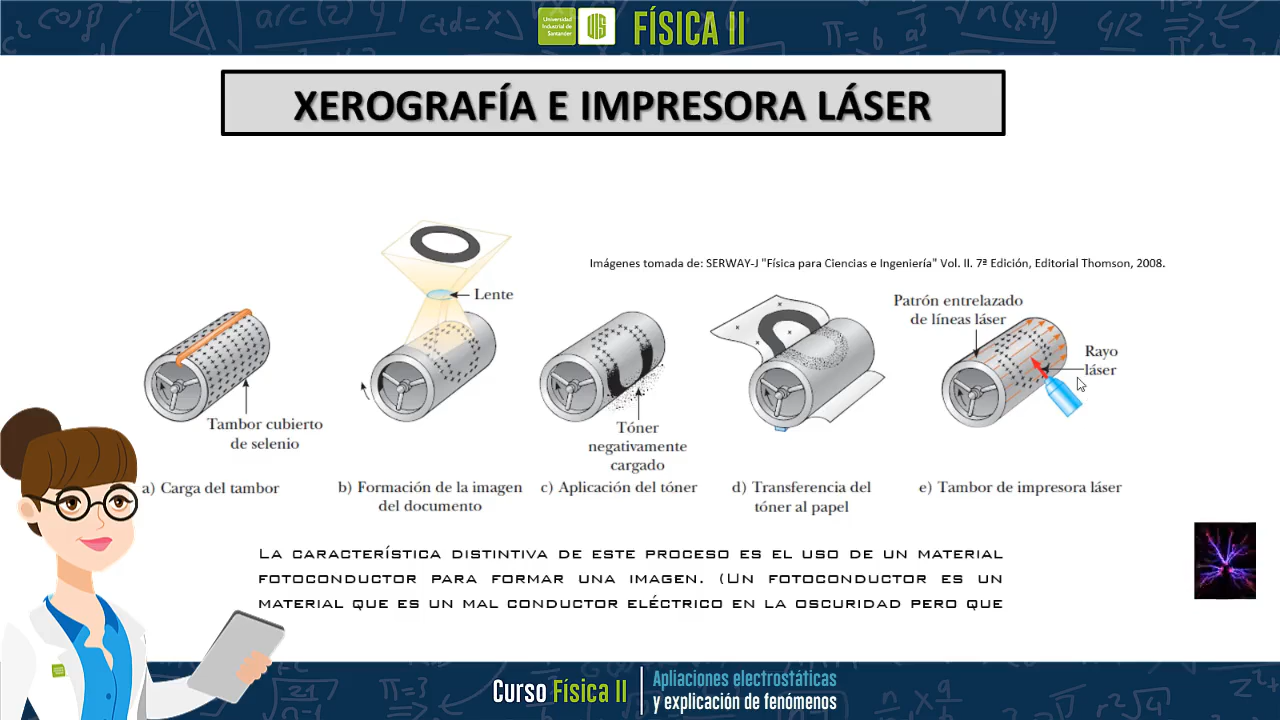 Universidad
Industrial de
Santander
UIS
FÍSICA II
XEROGRAFÍA E IMPRESORA LÁSER
Imágenes tomada de: SERWAY-J "Física para Ciencias e Ingeniería" Vol. II. 7ª Edición, Editorial Thomson, 2008.
Lente
Patrón entrelazado
de líneas láser
Rayo
láser
Tambor cubierto
de selenio
Tóner
negativamente
cargado
a) Carga del tambor
b) Formación de la imagen
del documento
c) Aplicación del tóner
d) Transferencia del
tóner al papel
e) Tambor de impresora láser
La característica distintiva de este proceso es el uso de un material
fotoconductor para formar una imagen. (Un fotoconductor es un
material que es un mal conductor eléctrico en la oscuridad pero que
Curso Física II
Apliaciones electrostáticas
y explicación de fenómenos